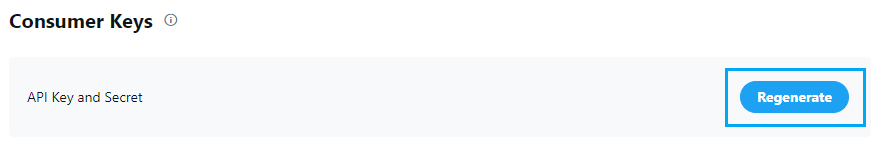 Consumer Keys
API Key and Secret
Regenerate